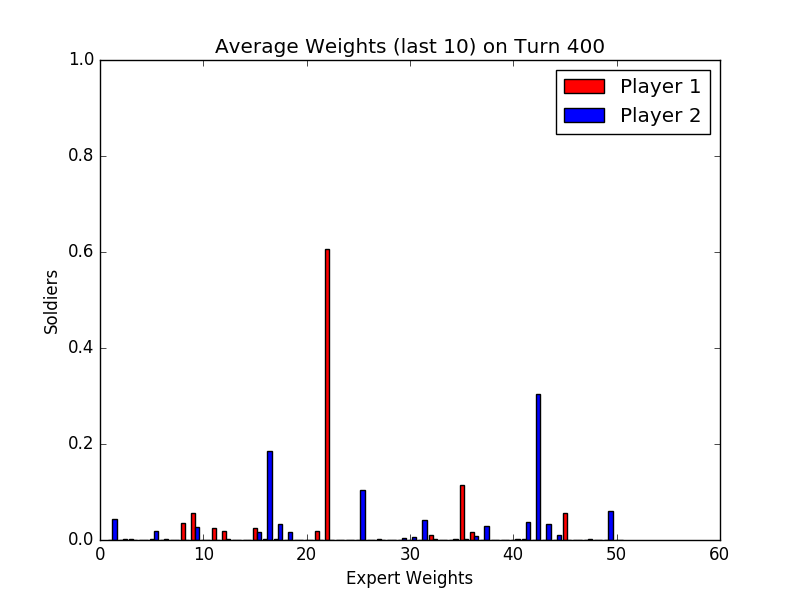 Average Weights (last 10) on Turn 400
1.0
Player 1
Player 2
0.8
0.6
Soldiers
0.4
0.2
0.0
0 10 20 30 40 50 60
Expert Weights